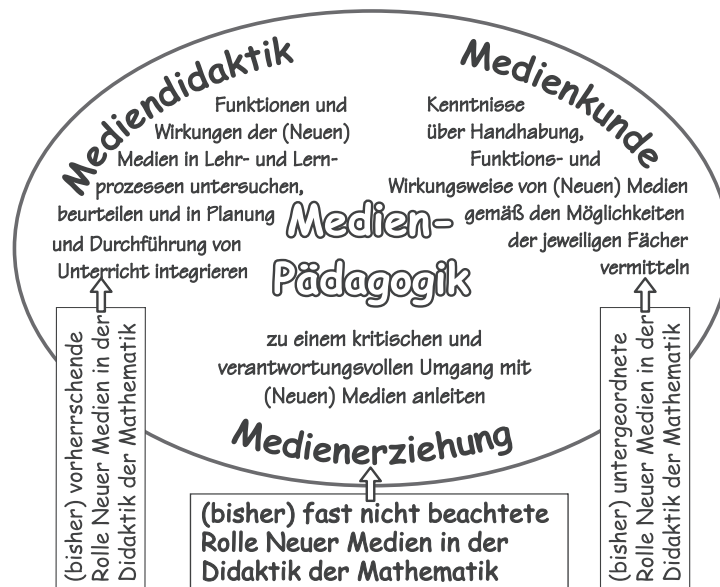 Mediendidaktik
Funktionen und
Wirkungen der (Neuen)
Medien in Lehr- und Lern-
prozessen untersuchen,
beurteilen und in Planung
und Durchführung von
Unterricht integrieren
Medienkunde
Kenntnisse
über Handhabung,
Funktions- und
Wirkungsweise von (Neuen) Medien
gemäß den Möglichkeiten
der jeweiligen Fächer
vermitteln
Medien-
Pädagogik
zu einem kritischen und
verantwortungsvollen Umgang mit
(Neuen) Medien anleiten
Medienerziehung
(bisher) vorherrschende
Rolle Neuer Medien in der
Didaktik der Mathematik
(bisher) fast nicht beachtete
Rolle Neuer Medien in der
Didaktik der Mathematik
(bisher) untergeordnete
Rolle Neuer Medien in der
Didaktik der Mathematik